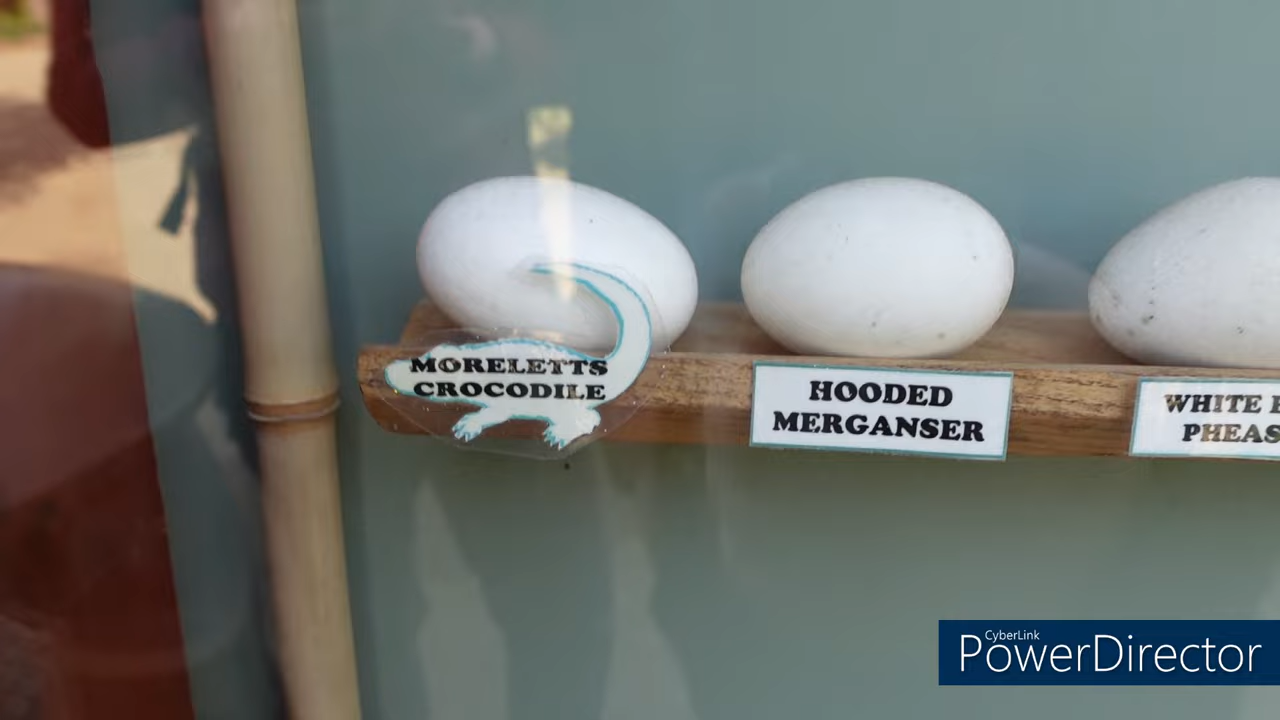 MORELETTS
CROCODILE
HOODED
MERGANSER
WHITE
PHEAS
CyberLink
PowerDirector